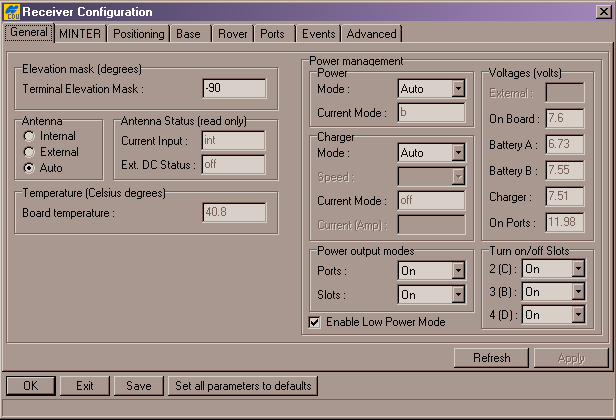 Receiver Configuration
General MINTER Positioning Base Rover Ports Events Advanced
Elevation mask (degrees)
Terminal Elevation Mask : -90
Antenna
Internal
External
Auto
Antenna Status (read only)
Current Input : int
Ext. DC Status : off
Temperature (Celsius degrees)
Board temperature : 40.8
Power management
Power
Mode : Auto
Current Mode : b
Charger
Mode : Auto
Speed :
Current Mode : off
Current (Amp) :
Power output modes
Ports : On
Slots : On
Enable Low Power Mode
Voltages (volts)
External :
On Board : 7.6
Battery A : 6.73
Battery B : 7.55
Charger : 7.51
On Ports : 11.98
Turn on/off Slots
2 (C) : On
3 (B) : On
4 (D) : On
Refresh Apply
OK Exit Save Set all parameters to defaults